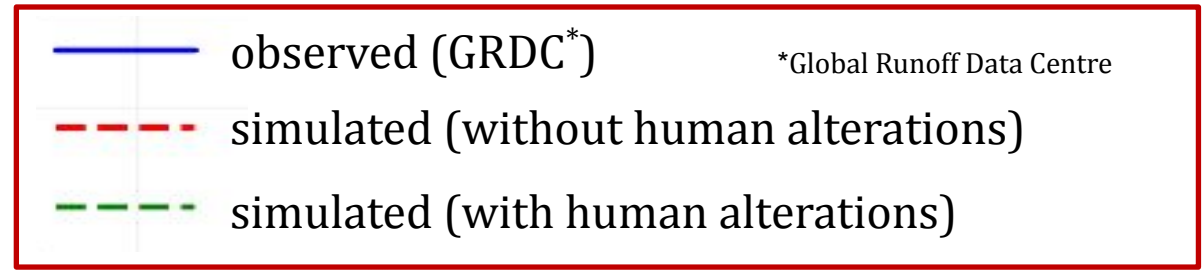 observed (GRDC*) *Global Runoff Data Centre
simulated (without human alterations)
simulated (with human alterations)